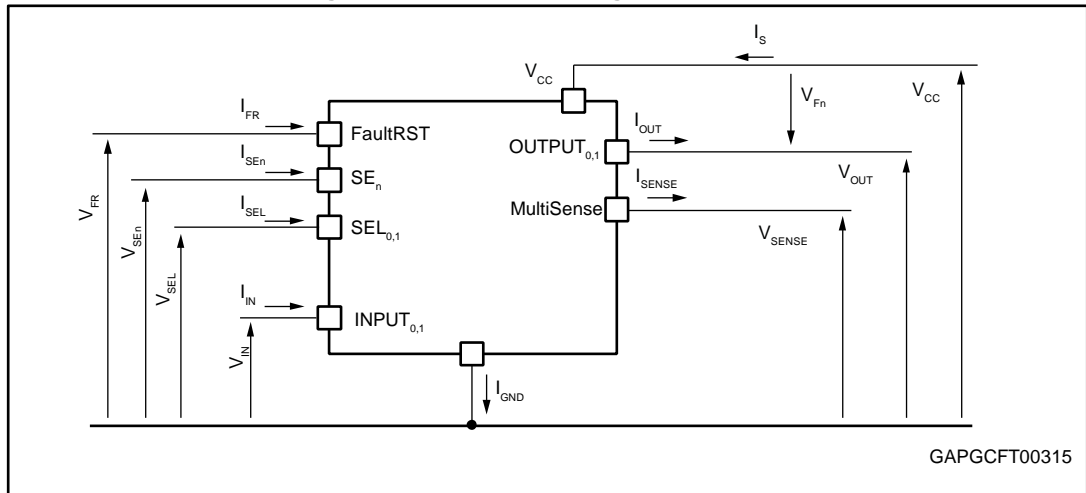 I_S
V_CC
V_Fn
V_CC
I_FR
FaultRST
I_OUT
OUTPUT_0,1
I_SEn
SE_n
V_OUT
I_SENSE
MultiSense
V_FR
I_SEL
SEL_0,1
V_SEn
V_SENSE
V_SEL
I_IN
INPUT_0,1
V_IN
I_GND
GAPGCFT00315